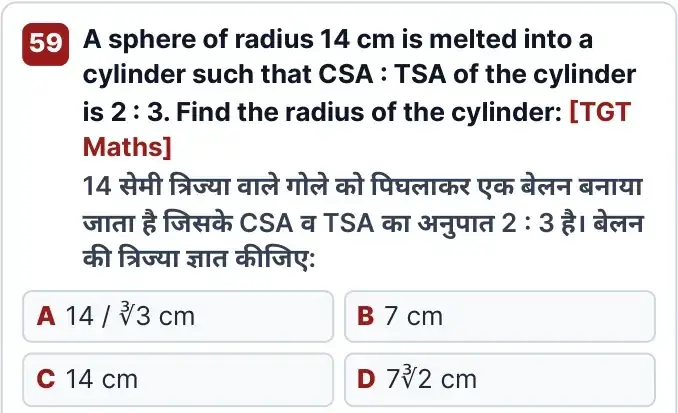 59 A sphere of radius 14 cm is melted into a
cylinder such that CSA : TSA of the cylinder
is 2 : 3. Find the radius of the cylinder: [TGT
Maths]
14 सेमी त्रिज्या वाले गोले को पिघलाकर एक बेलन बनाया
जाता है जिसके CSA व TSA का अनुपात 2 : 3 है। बेलन
की त्रिज्या ज्ञात कीजिए:
A 14 / ∛3 cm
B 7 cm
C 14 cm
D 7∛2 cm